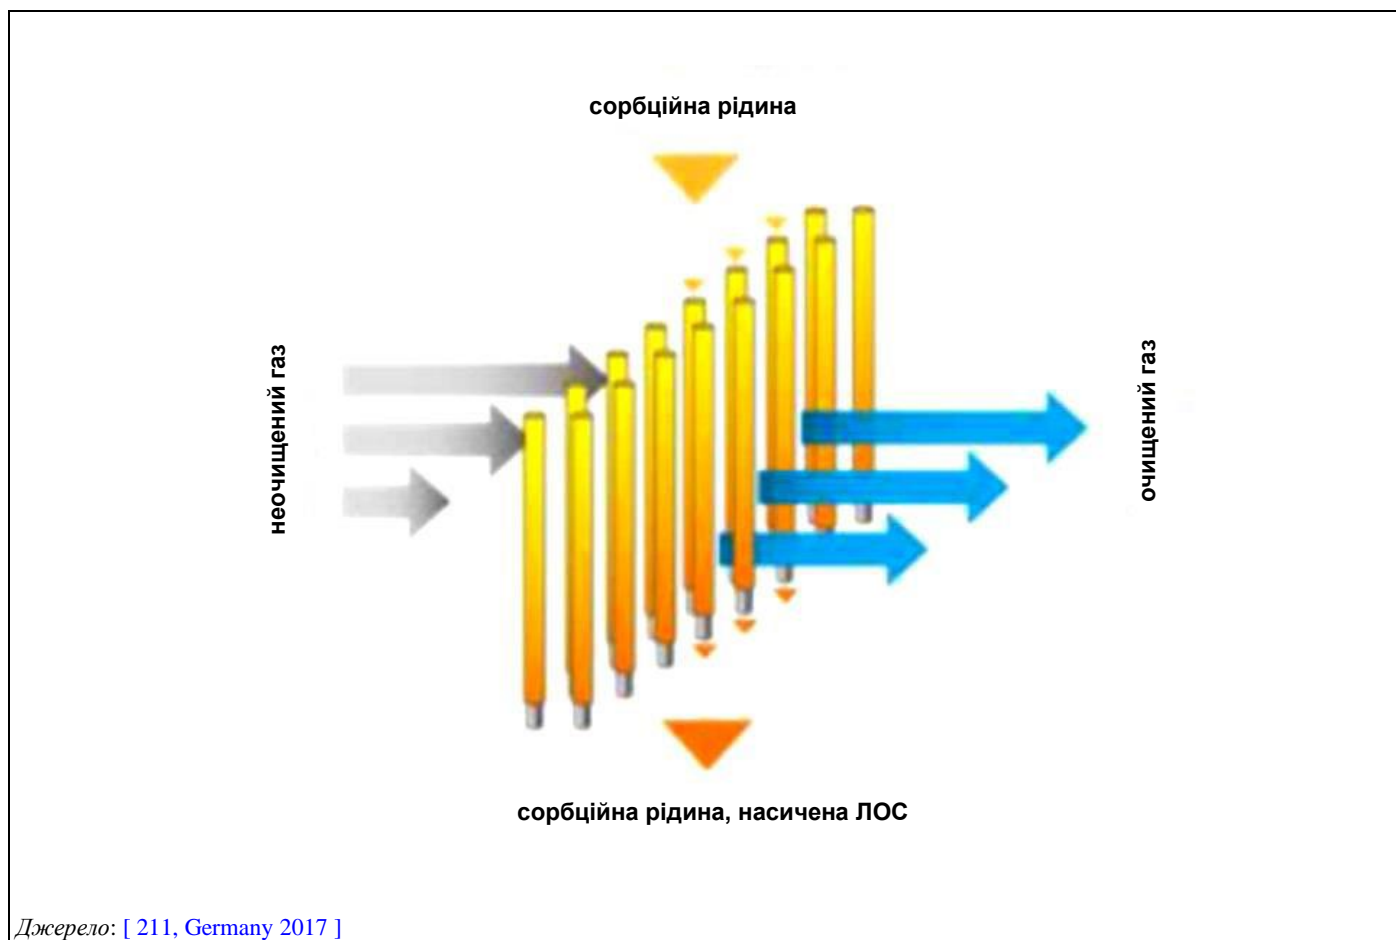 сорбційна рідина
неочищений газ
очищений газ
сорбційна рідина, насичена ЛОС
Джерело: [ 211, Germany 2017 ]